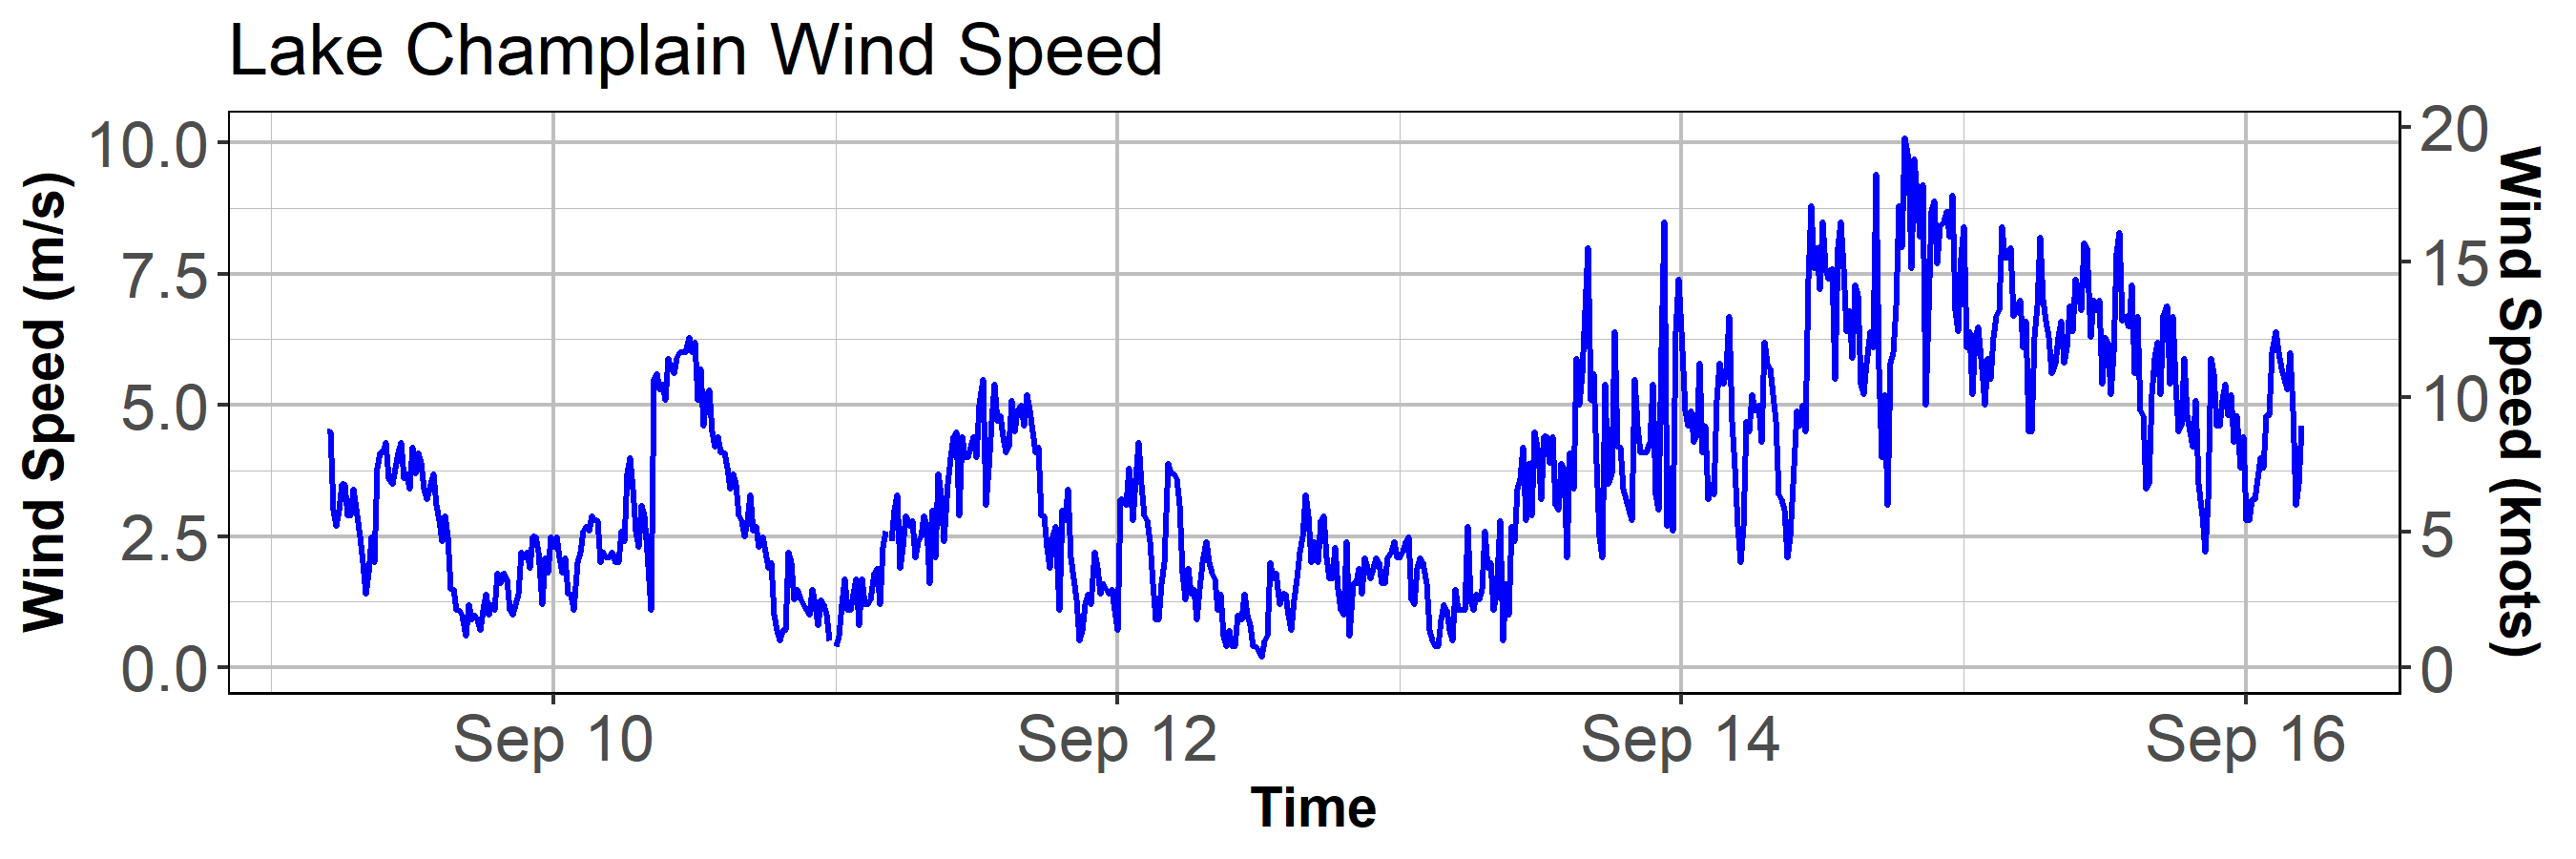 Lake Champlain Wind Speed
Wind Speed (m/s)
10.0
7.5
5.0
2.5
0.0
20
15
10
5
0
Wind Speed (knots)
Sep 10
Sep 12
Sep 14
Sep 16
Time